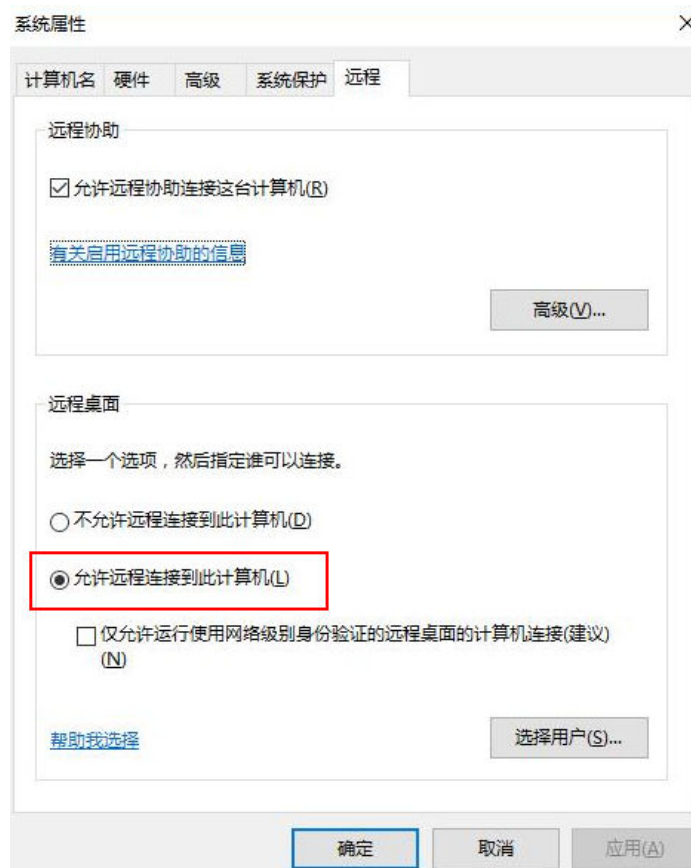 系统属性
计算机名 硬件 高级 系统保护 远程
远程协助
允许远程协助连接这台计算机(R)
有关启用远程协助的信息
高级(V)...
远程桌面
选择一个选项，然后指定谁可以连接。
不允许远程连接到此计算机(D)
允许远程连接到此计算机(L)
仅允许运行使用网络级别身份验证的远程桌面的计算机连接(建议)
(N)
帮助我选择 选择用户(S)...
确定 取消 应用(A)